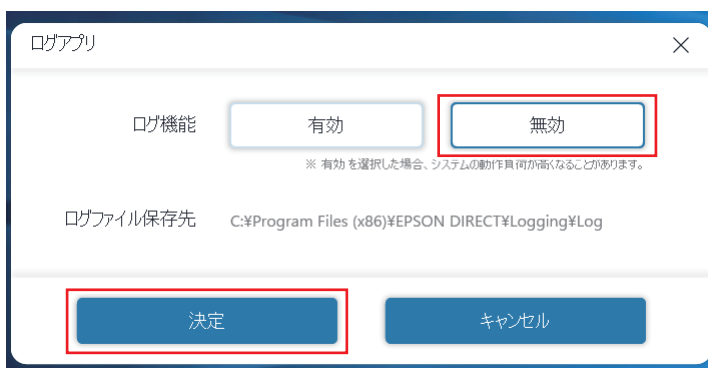 ログアプリ
ログ機能 有効 無効
※ 有効 を選択した場合、システムの動作負荷が高くなることがあります。
ログファイル保存先 C:¥Program Files (x86)¥EPSON DIRECT¥Logging¥Log
決定 キャンセル